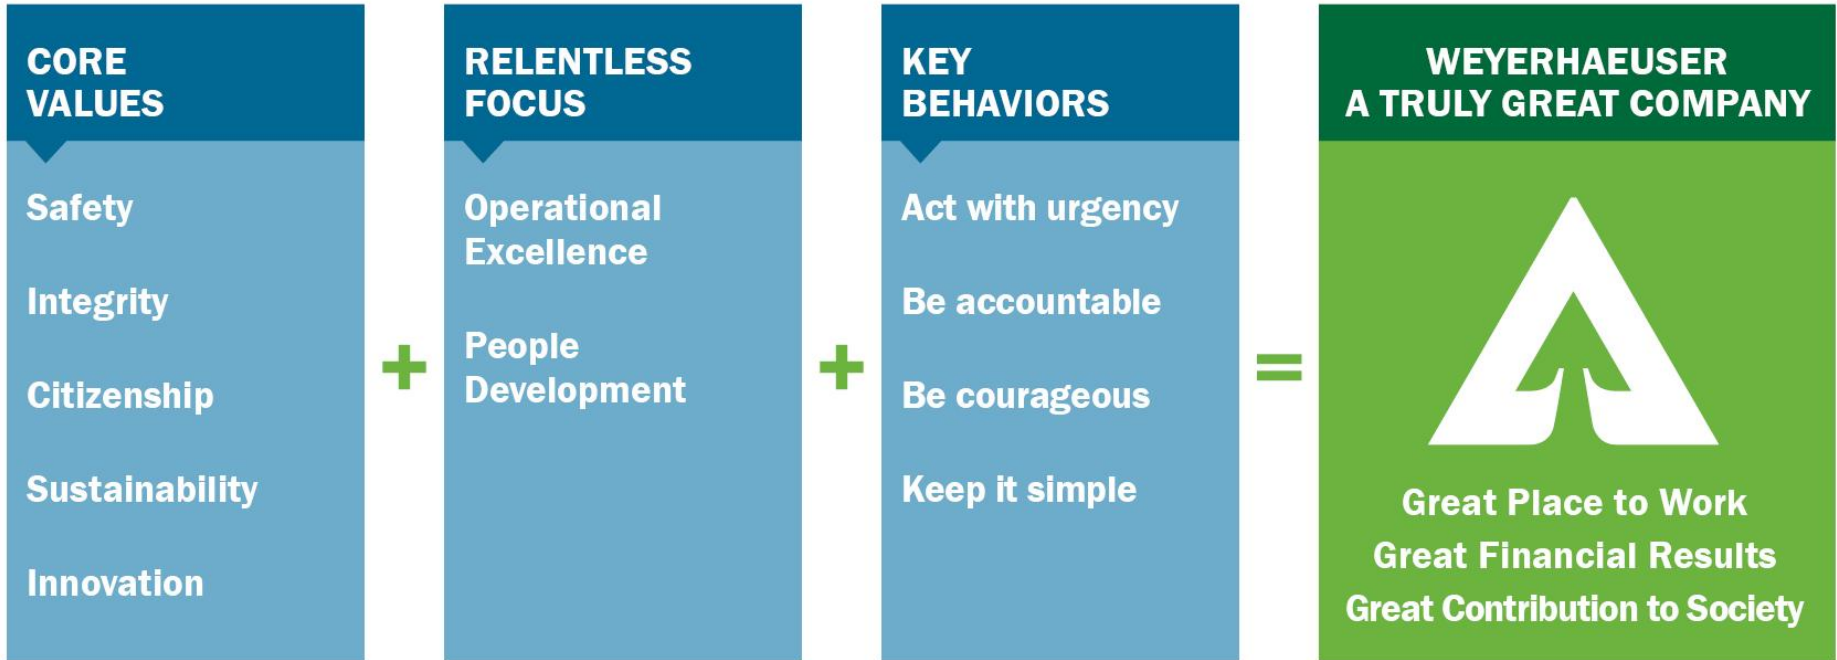 CORE
VALUES
Safety
Integrity
Citizenship
Sustainability
Innovation
+
RELENTLESS
FOCUS
Operational
Excellence
People
Development
+
KEY
BEHAVIORS
Act with urgency
Be accountable
Be courageous
Keep it simple
=
WEYERHAEUSER
A TRULY GREAT COMPANY
Great Place to Work
Great Financial Results
Great Contribution to Society